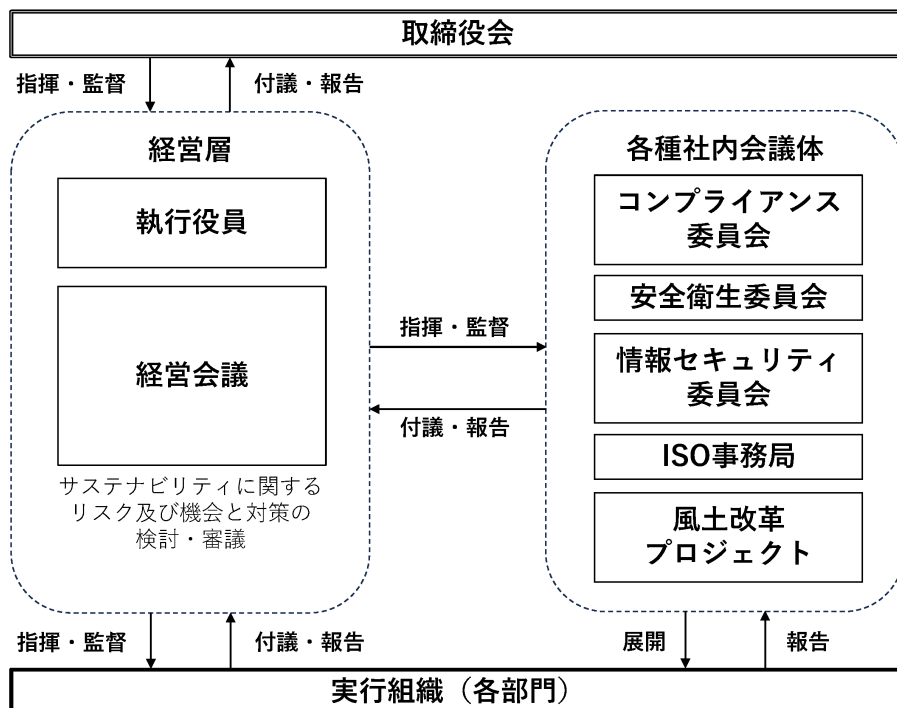 取締役会
指揮・監督
付議・報告
経営層
執行役員
経営会議
サステナビリティに関する
リスク及び機会と対策の
検討・審議
指揮・監督
付議・報告
各種社内会議体
コンプライアンス
委員会
安全衛生委員会
情報セキュリティ
委員会
ISO事務局
風土改革
プロジェクト
指揮・監督
付議・報告
展開
報告
実行組織（各部門）